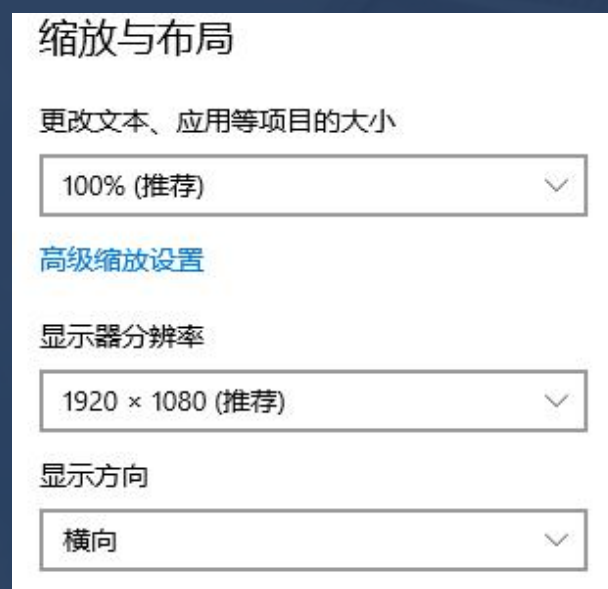 缩放与布局
更改文本、应用等项目的大小
100% (推荐)
高级缩放设置
显示器分辨率
1920 × 1080 (推荐)
显示方向
横向